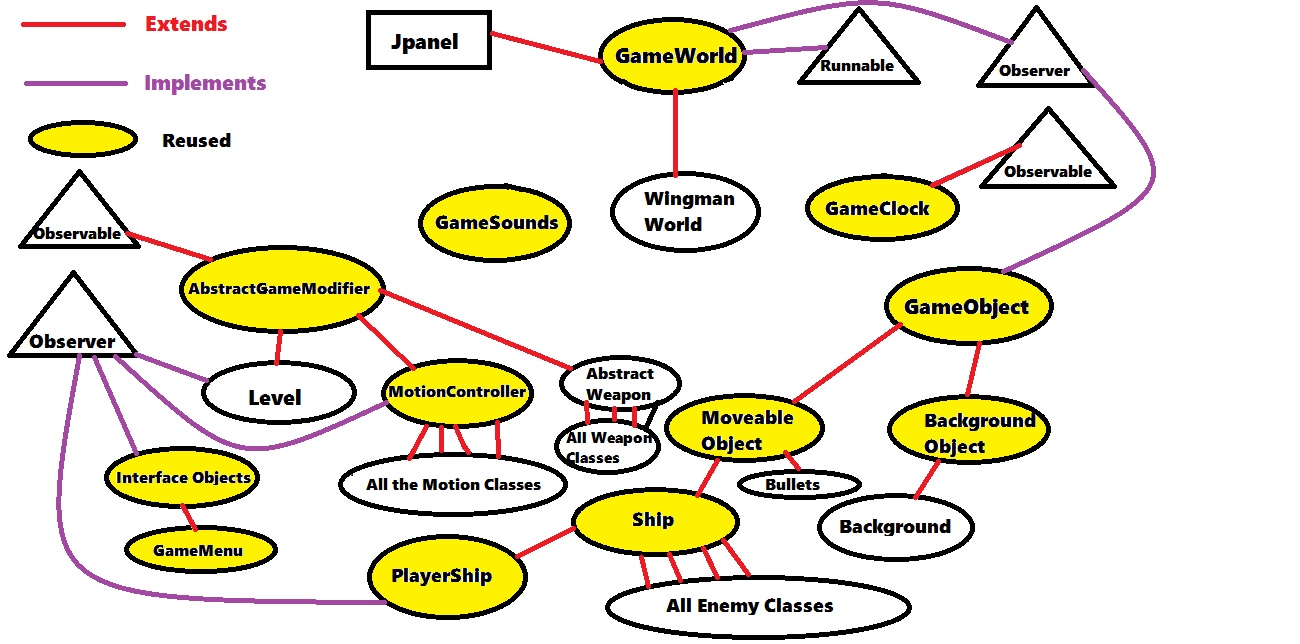 Extends
Implements
Reused
Jpanel
GameWorld
Runnable
Observer
Observable
GameClock
Wingman
World
GameSounds
Observable
AbstractGameModifier
GameObject
Observer
Level
MotionController
Abstract
Weapon
All Weapon
Classes
Moveable
Object
Background
Object
Interface Objects
All the Motion Classes
Bullets
Ship
Background
GameMenu
PlayerShip
All Enemy Classes